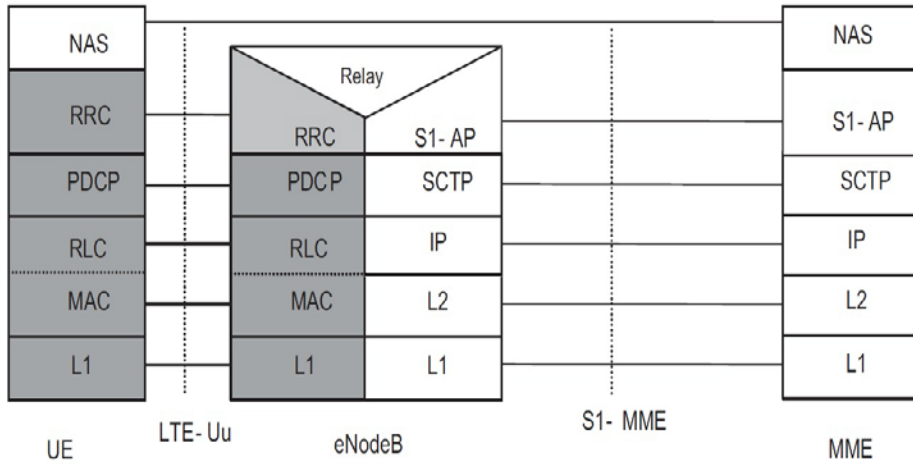 NAS NAS
Relay
RRC RRC S1- AP S1- AP
PDCP PDCP SCTP SCTP
RLC RLC IP IP
MAC MAC L2 L2
L1 L1 L1 L1
LTE- Uu S1- MME
UE eNodeB MME